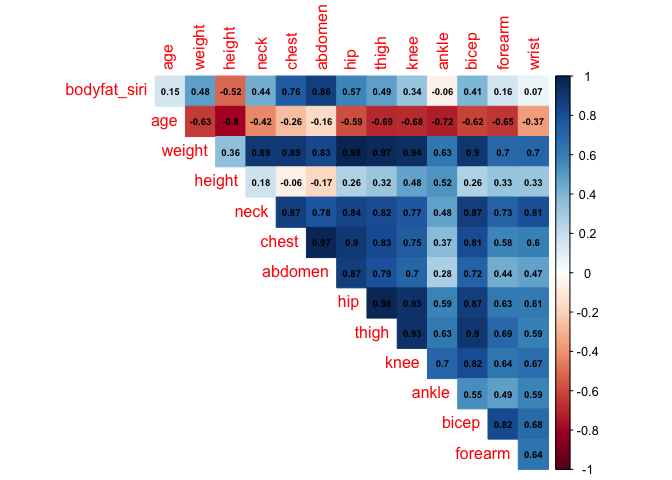 age weight height neck chest abdomen hip thigh knee ankle bicep forearm wrist
bodyfat_siri 0.15 0.48 -0.52 0.44 0.76 0.86 0.57 0.49 0.34 -0.06 0.41 0.16 0.07
age -0.63 -0.8 -0.42 -0.26 -0.16 -0.59 -0.69 -0.68 -0.72 -0.62 -0.65 -0.37
weight 0.36 0.89 0.89 0.83 0.98 0.97 0.94 0.63 0.9 0.7 0.7
height 0.18 -0.06 -0.17 0.26 0.32 0.48 0.52 0.26 0.33 0.33
neck 0.87 0.78 0.84 0.82 0.77 0.48 0.87 0.73 0.81
chest 0.97 0.9 0.83 0.75 0.37 0.81 0.58 0.6
abdomen 0.87 0.79 0.7 0.28 0.72 0.44 0.47
hip 0.98 0.93 0.59 0.87 0.63 0.61
thigh 0.93 0.63 0.9 0.69 0.59
knee 0.7 0.82 0.64 0.67
ankle 0.55 0.49 0.59
bicep 0.82 0.68
forearm 0.64
1
0.8
0.6
0.4
0.2
0
-0.2
-0.4
-0.6
-0.8
-1